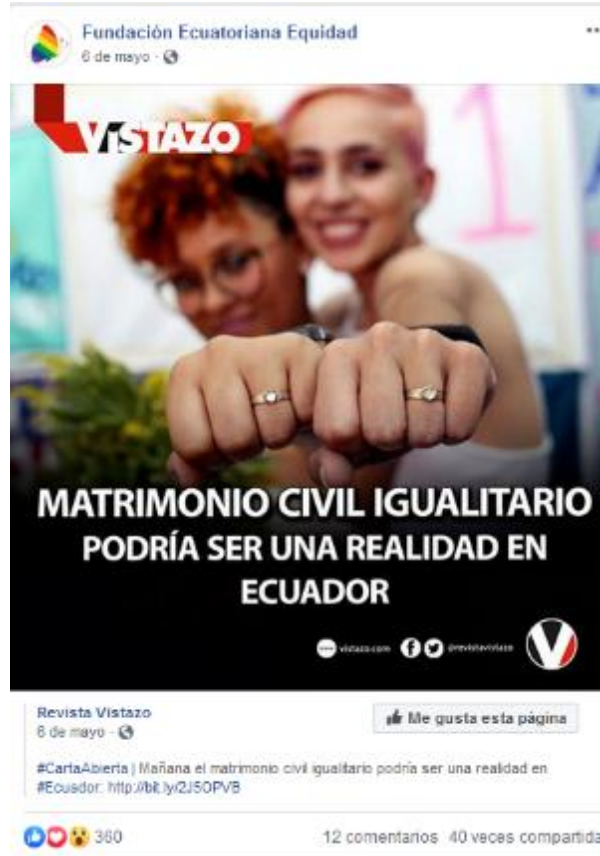 Fundación Ecuatoriana Equidad
6 de mayo
ViSTAZO
1
MATRIMONIO CIVIL IGUALITARIO
PODRÍA SER UNA REALIDAD EN
ECUADOR
vistazo.com @revistavistazo
Revista Vistazo
6 de mayo
Me gusta esta página
#CartaAbierta | Mañana el matrimonio civil igualitario podría ser una realidad en
#Ecuador: http://bit.ly/2J5OPVB
360
12 comentarios 40 veces compartida